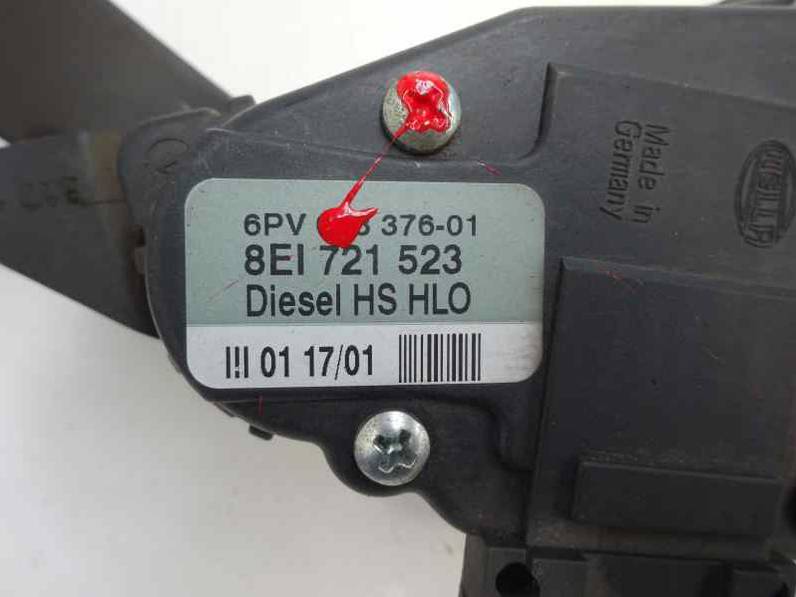 Made in
Germany
HELLA
6PV 376-01
8EI 721 523
Diesel HS HLO
01 17/01